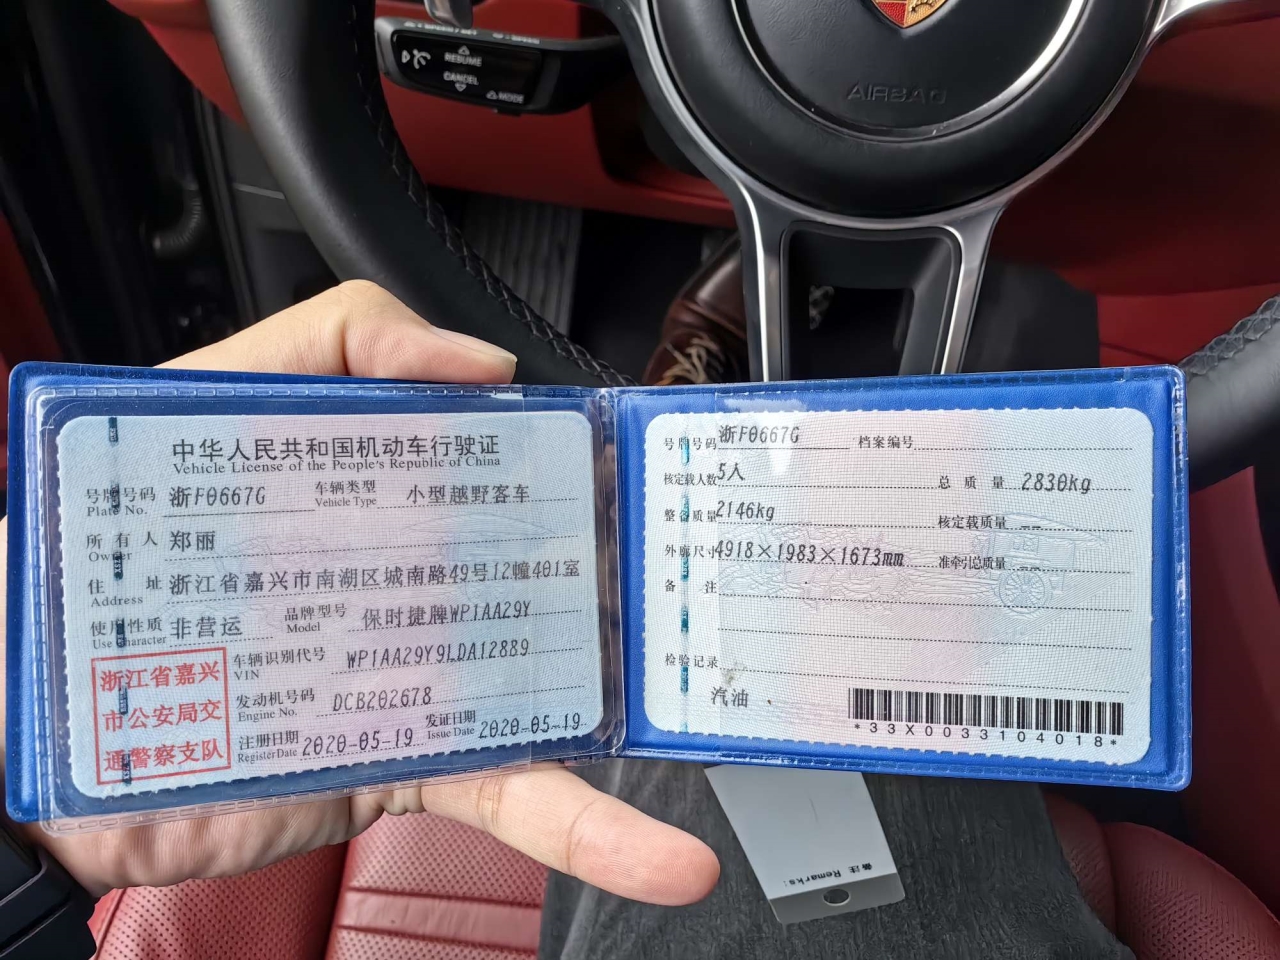 RESUME
CANCEL
MODE
AIRBAG
中华人民共和国机动车行驶证
Vehicle License of the People's Republic of China
号牌号码 浙F0667G 车辆类型 小型越野客车
Plate No. Vehicle Type
所有人 郑丽
Owner
住址 浙江省嘉兴市南湖区城南路49号12幢401室
Address
使用性质 非营运 品牌型号 保时捷牌WP1AA29Y
Use Character Model
浙江省嘉兴
市公安局交
通警察支队
车辆识别代号 WP1AA29Y9LDA12889
VIN
发动机号码 DCB202678
Engine No.
注册日期 2020-05-19 发证日期 2020-05-19
Register Date Issue Date
号牌号码 浙F0667G 档案编号
核定载人数 5人 总质量 2830kg
整备质量 2146kg 核定载质量 --
外廓尺寸 4918×1983×1673mm 准牵引总质量 --
备注
检验记录
汽油
*33X0033104018*
备注 Remarks: